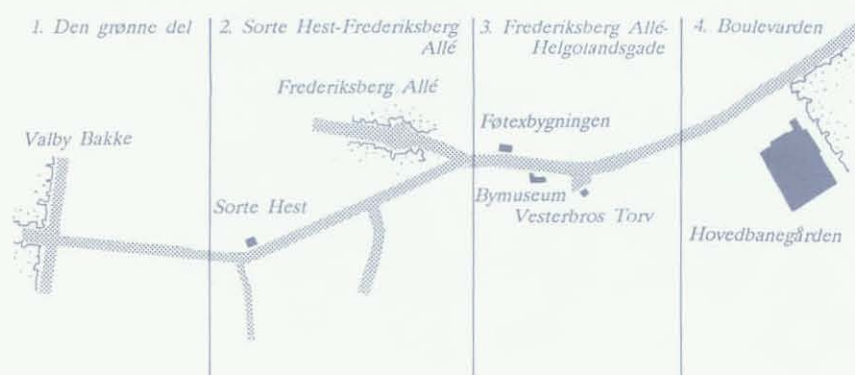 1. Den grønne del
2. Sorte Hest-Frederiksberg
Allé
3. Frederiksberg Allé-
Helgolandsgade
4. Boulevarden
Frederiksberg Allé
Valby Bakke
Føtexbygningen
Sorte Hest
Bymuseum
Vesterbros Torv
Hovedbanegården